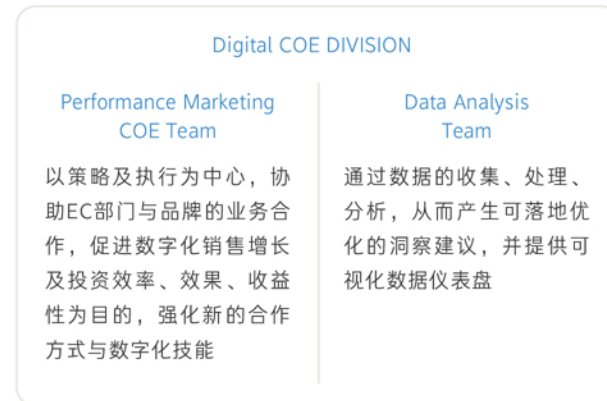 Digital COE DIVISION
Performance Marketing
COE Team
以策略及执行为中心，协
助EC部门与品牌的业务合
作，促进数字化销售增长
及投资效率、效果、收益
性为目的，强化新的合作
方式与数字化技能
Data Analysis
Team
通过数据的收集、处理、
分析，从而产生可落地优
化的洞察建议，并提供可
视化数据仪表盘